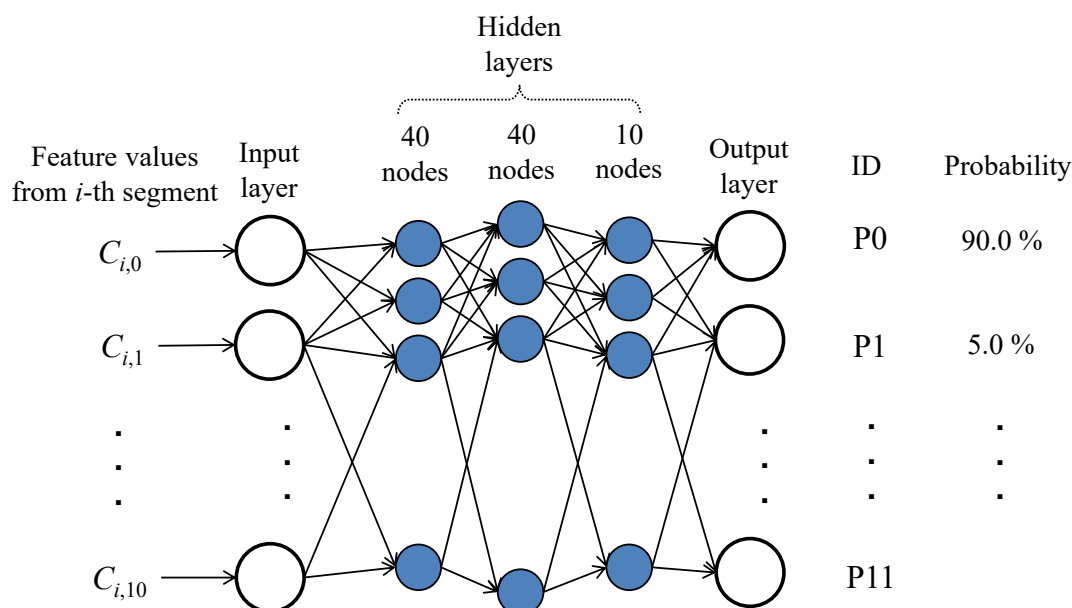 Hidden
layers
40
nodes
40
nodes
10
nodes
Feature values
from i-th segment
Input
layer
Output
layer
ID
Probability
C_{i,0}
P0
90.0 %
C_{i,1}
P1
5.0 %
C_{i,10}
P11